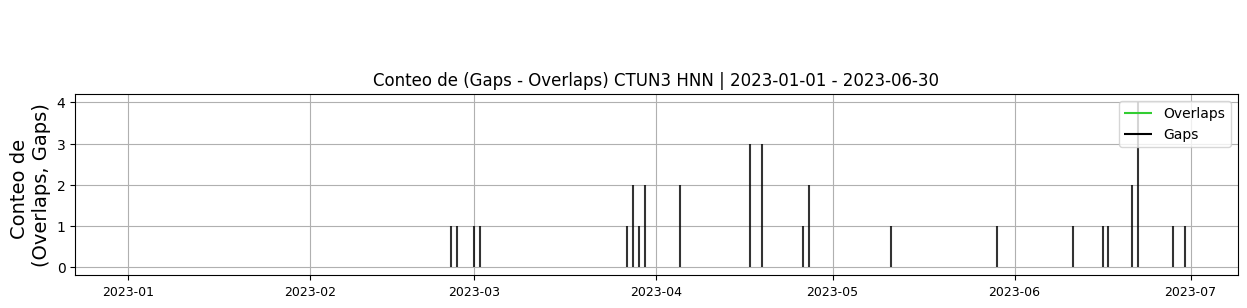 Conteo de (Gaps - Overlaps) CTUN3 HNN | 2023-01-01 - 2023-06-30
Conteo de
(Overlaps, Gaps)
4
3
2
1
0
Overlaps
Gaps
2023-01
2023-02
2023-03
2023-04
2023-05
2023-06
2023-07